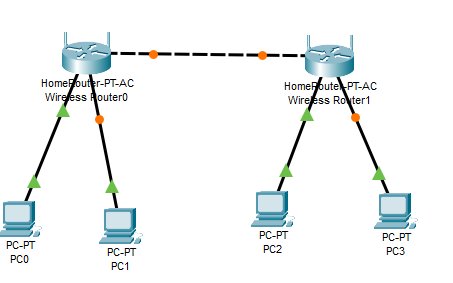 HomeRouter-PT-AC
Wireless Router0
HomeRouter-PT-AC
Wireless Router1
PC-PT
PC0
PC-PT
PC1
PC-PT
PC2
PC-PT
PC3